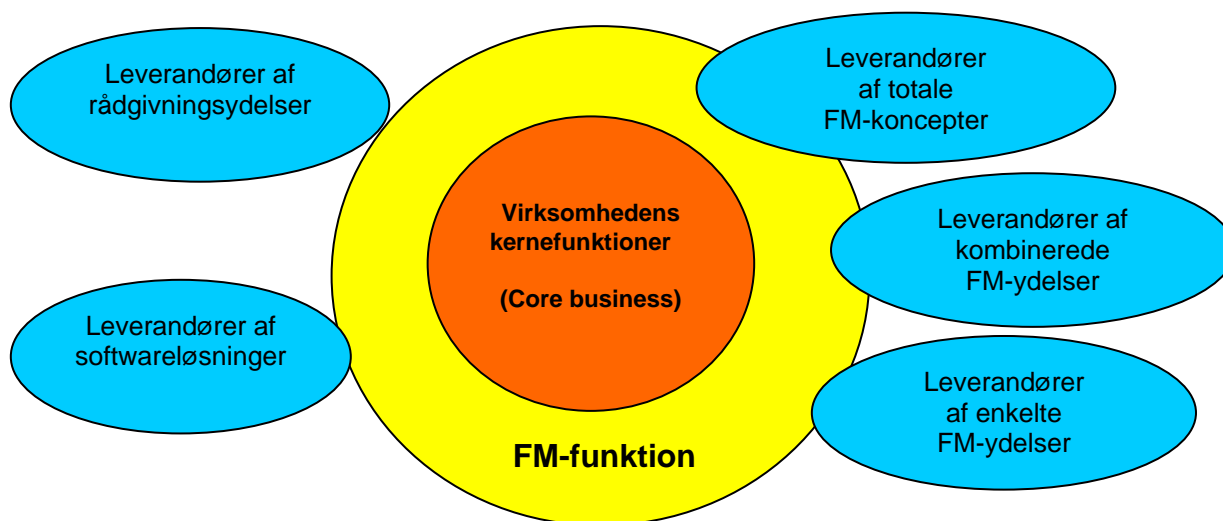 Leverandører af
rådgivningsydelser
Leverandører
af totale
FM-koncepter
Virksomhedens
kernefunktioner
(Core business)
Leverandører af
kombinerede
FM-ydelser
Leverandører af
softwareløsninger
Leverandører
af enkelte
FM-ydelser
FM-funktion